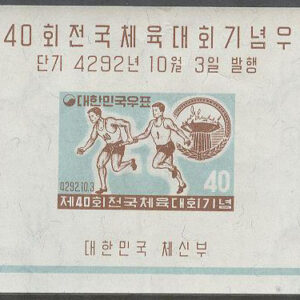 40회전국체육대회기념우
단기 4292년 10월 3일 발행
대한민국우표
4292.10.3
40
제40회전국체육대회기념
대한민국 체신부